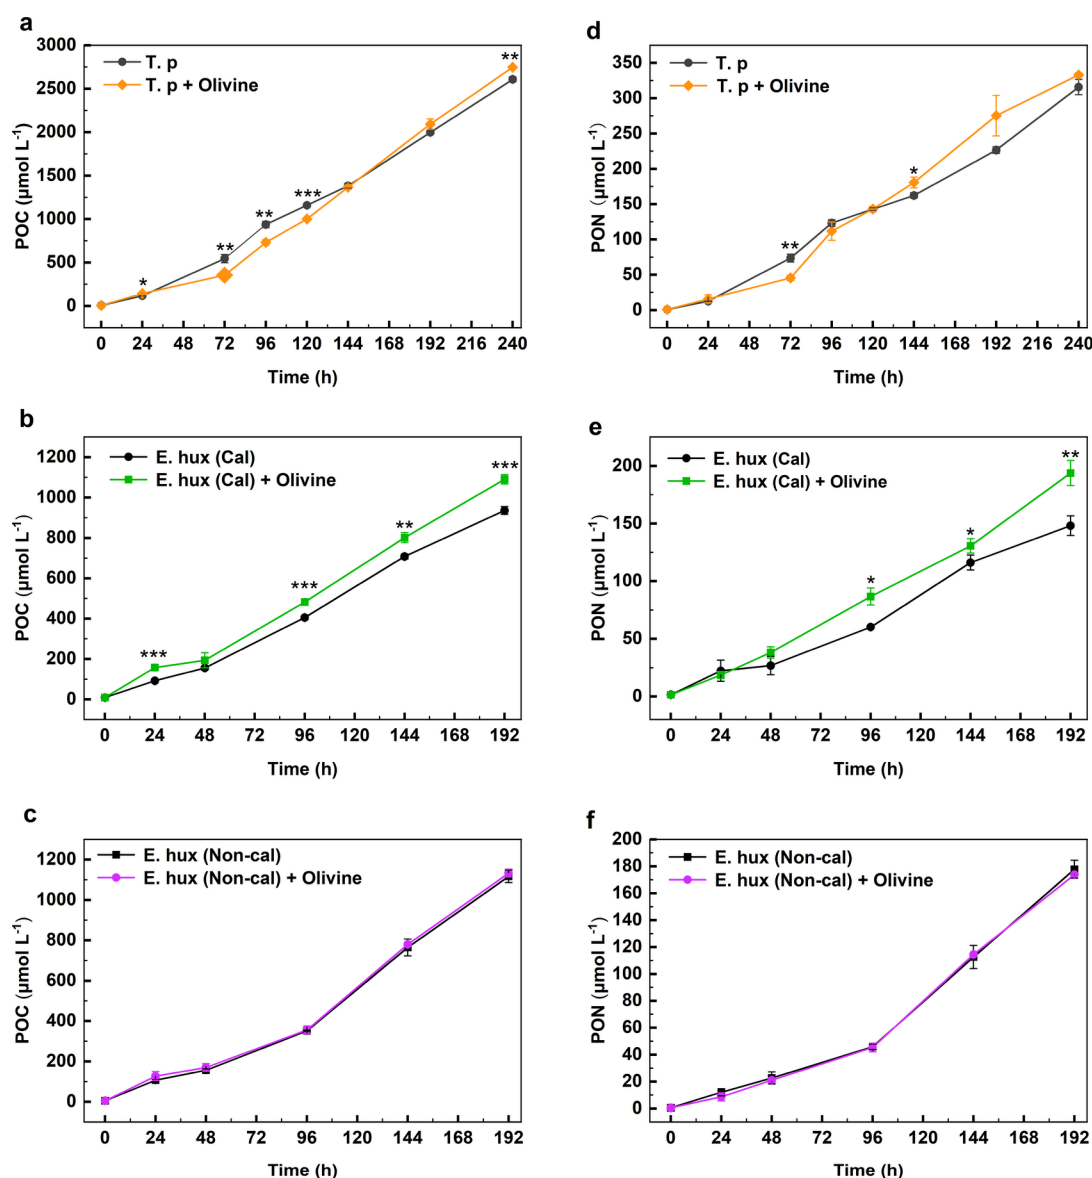 a
T. p
T. p + Olivine
POC (µmol L-1)
3000
2500
2000
1500
1000
500
0
*
**
**
***
**
0 24 48 72 96 120 144 168 192 216 240
Time (h)
d
T. p
T. p + Olivine
PON (µmol L-1)
350
300
250
200
150
100
50
0
**
*
0 24 48 72 96 120 144 168 192 216 240
Time (h)
b
E. hux (Cal)
E. hux (Cal) + Olivine
POC (µmol L-1)
1200
1000
800
600
400
200
0
***
***
**
***
0 24 48 72 96 120 144 168 192
Time (h)
e
E. hux (Cal)
E. hux (Cal) + Olivine
PON (µmol L-1)
200
150
100
50
0
*
*
**
0 24 48 72 96 120 144 168 192
Time (h)
c
E. hux (Non-cal)
E. hux (Non-cal) + Olivine
POC (µmol L-1)
1200
1000
800
600
400
200
0
0 24 48 72 96 120 144 168 192
Time (h)
f
E. hux (Non-cal)
E. hux (Non-cal) + Olivine
PON (µmol L-1)
200
180
160
140
120
100
80
60
40
20
0
0 24 48 72 96 120 144 168 192
Time (h)